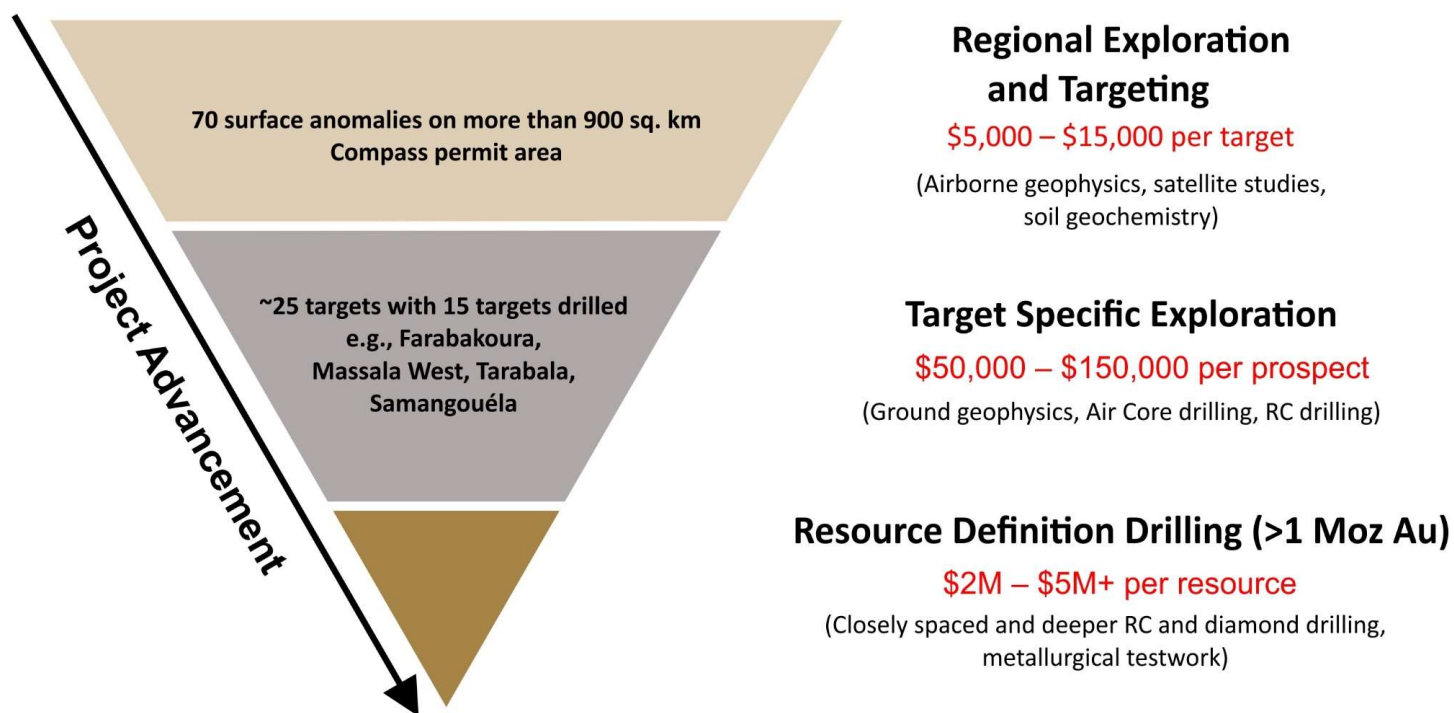 70 surface anomalies on more than 900 sq. km
Compass permit area
Regional Exploration
and Targeting
$5,000 – $15,000 per target
(Airborne geophysics, satellite studies,
soil geochemistry)
Project Advancement
~25 targets with 15 targets drilled
e.g., Farabakoura,
Massala West, Tarabala,
Samangouéla
Target Specific Exploration
$50,000 – $150,000 per prospect
(Ground geophysics, Air Core drilling, RC drilling)
Resource Definition Drilling (>1 Moz Au)
$2M – $5M+ per resource
(Closely spaced and deeper RC and diamond drilling,
metallurgical testwork)